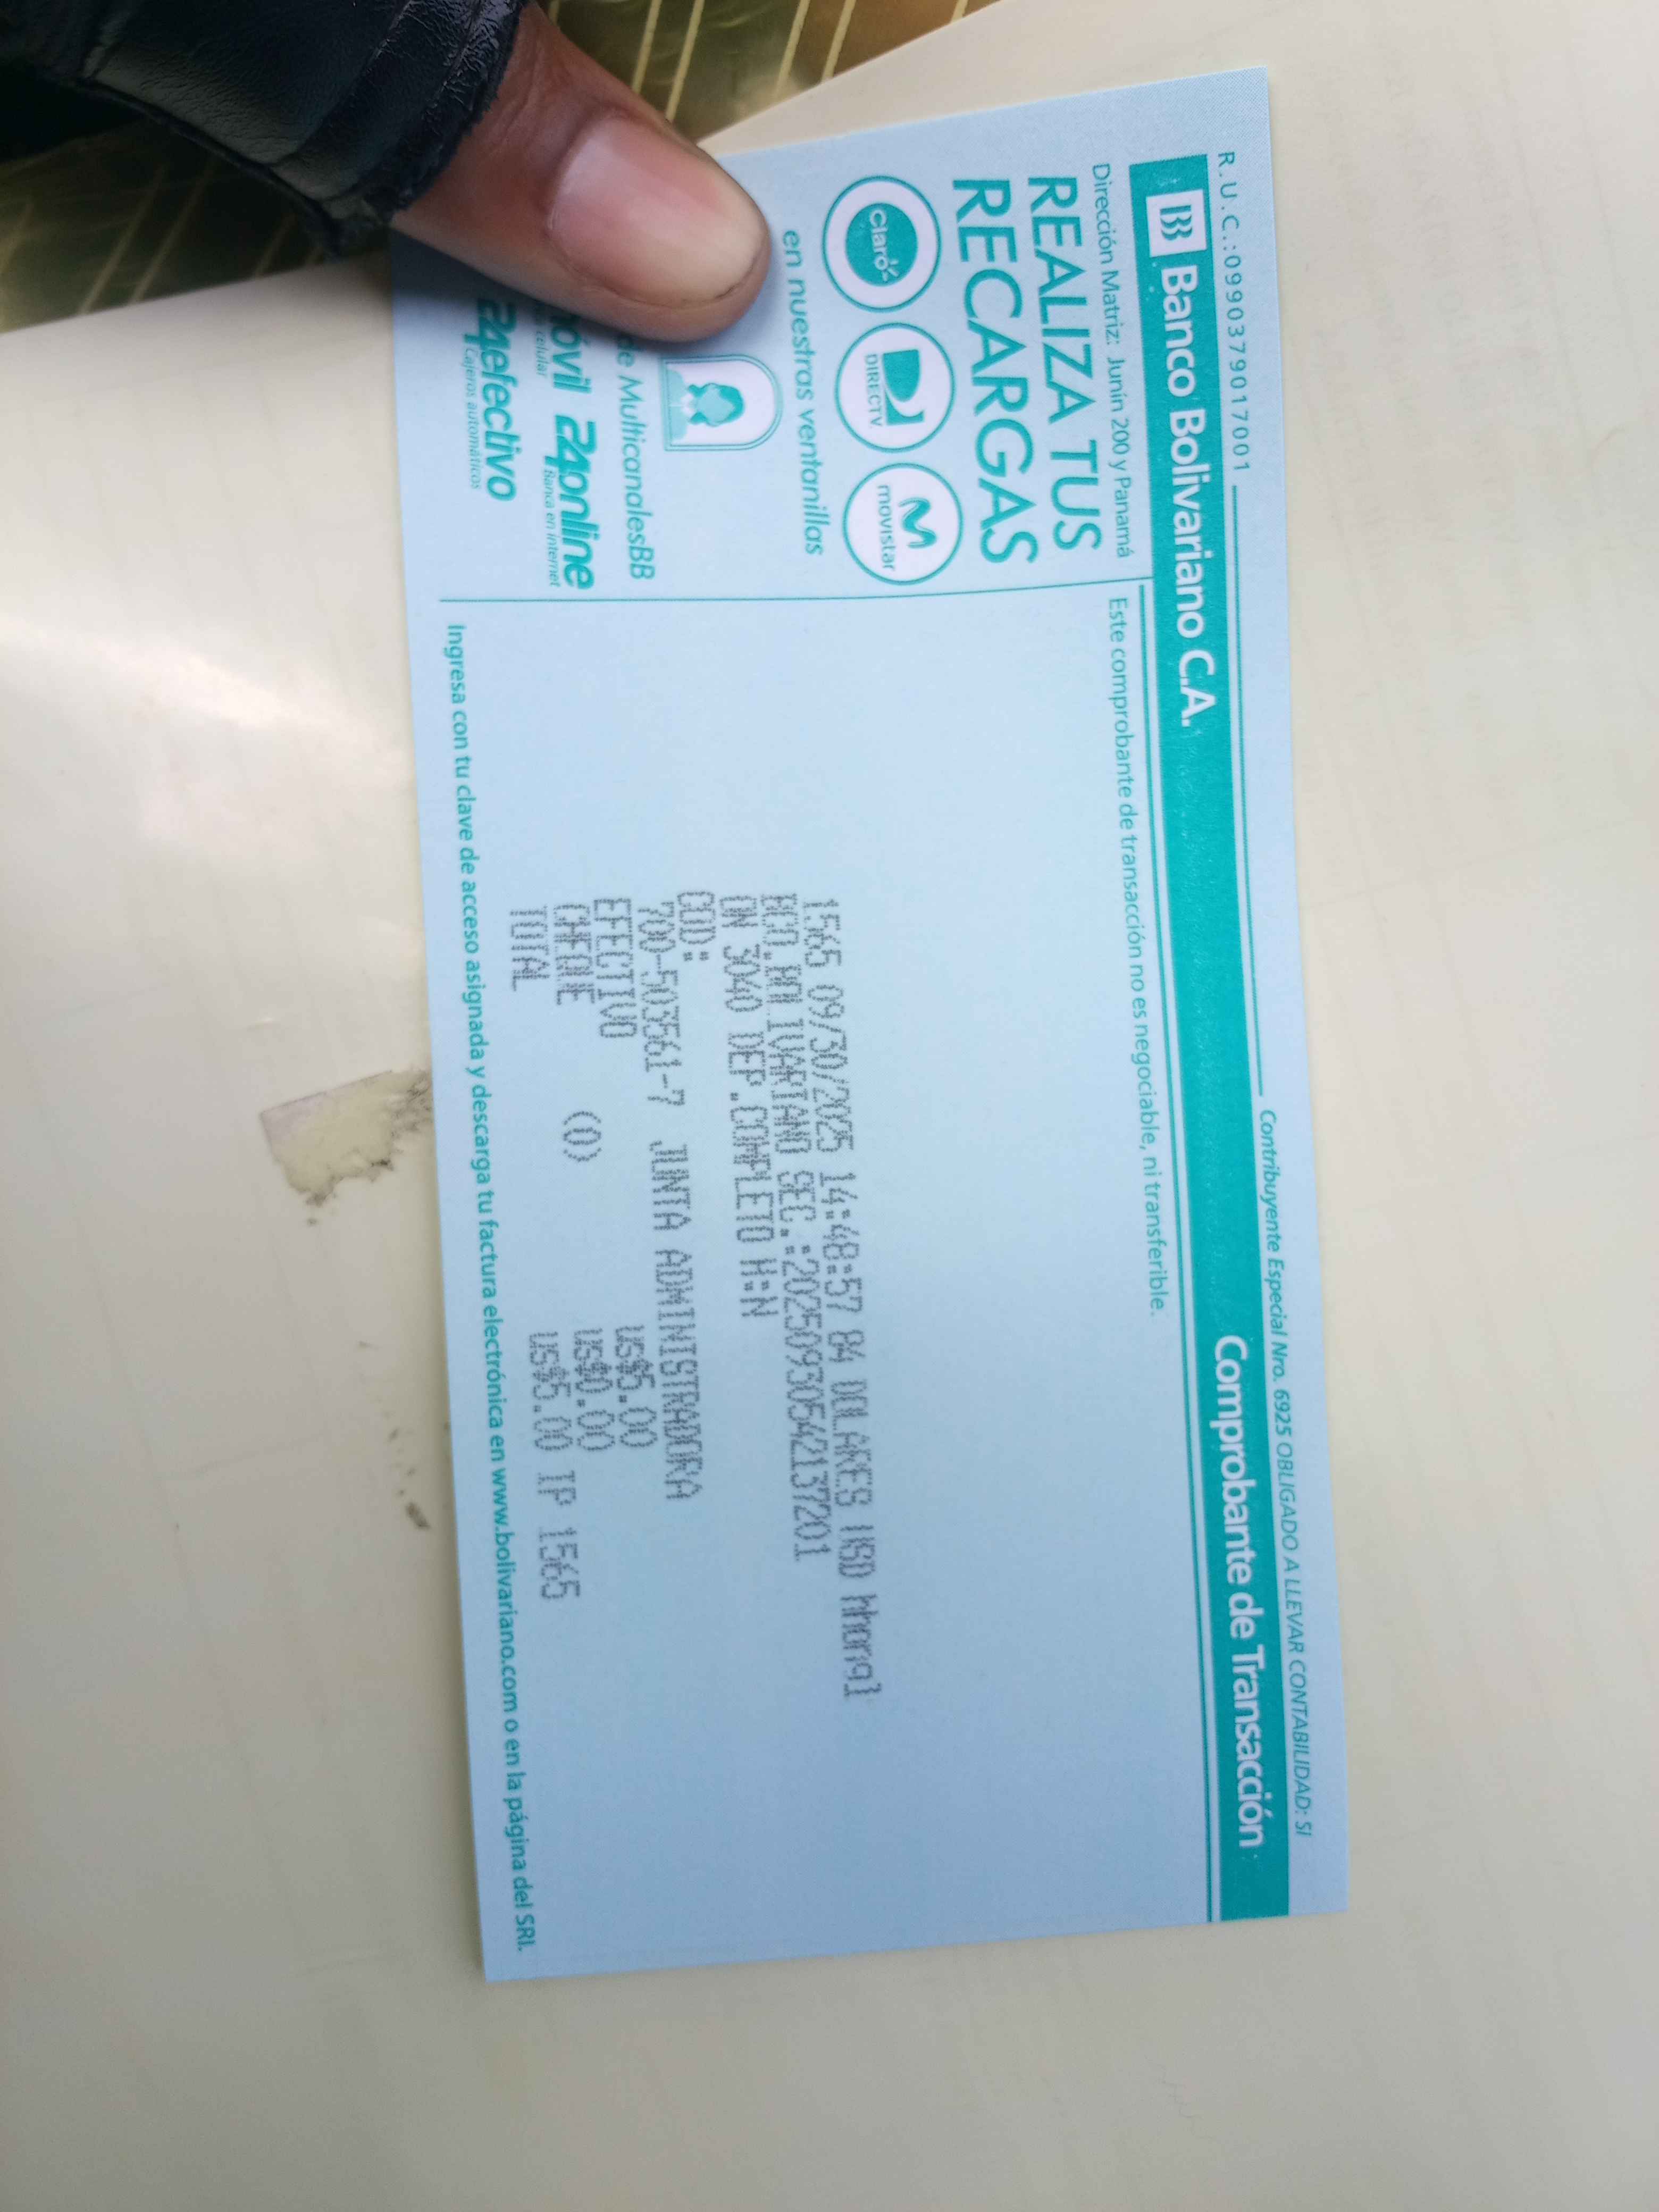 R.U.C.:0990379017001
Contribuyente Especial Nro. 6925 OBLIGADO A LLEVAR CONTABILIDAD: SI
BB Banco Bolivariano C.A.
Comprobante de Transacción
Dirección Matriz: Junín 200 y Panamá
Este comprobante de transacción no es negociable, ni transferible.
REALIZA TUS
RECARGAS
Claro
DIRECTV
movistar
en nuestras ventanillas
de MulticanalesBB
24online
Banca en internet
24efectivo
Cajeros automáticos
1565 09/30/2025 14:48:57 84 DOLARES USD hhong1
BCO.BOLIVARIANO SEC.:20250930542137201
ON 3040 DEP.COMPLETO H:N
COD:
700-503561-7 JUNTA ADMINISTRADORA
EFECTIVO US$5.00
CHEQUE (0) US$0.00
TOTAL US$5.00 IP 1565
Ingresa con tu clave de acceso asignada y descarga tu factura electrónica en www.bolivariano.com o en la página del SRI.